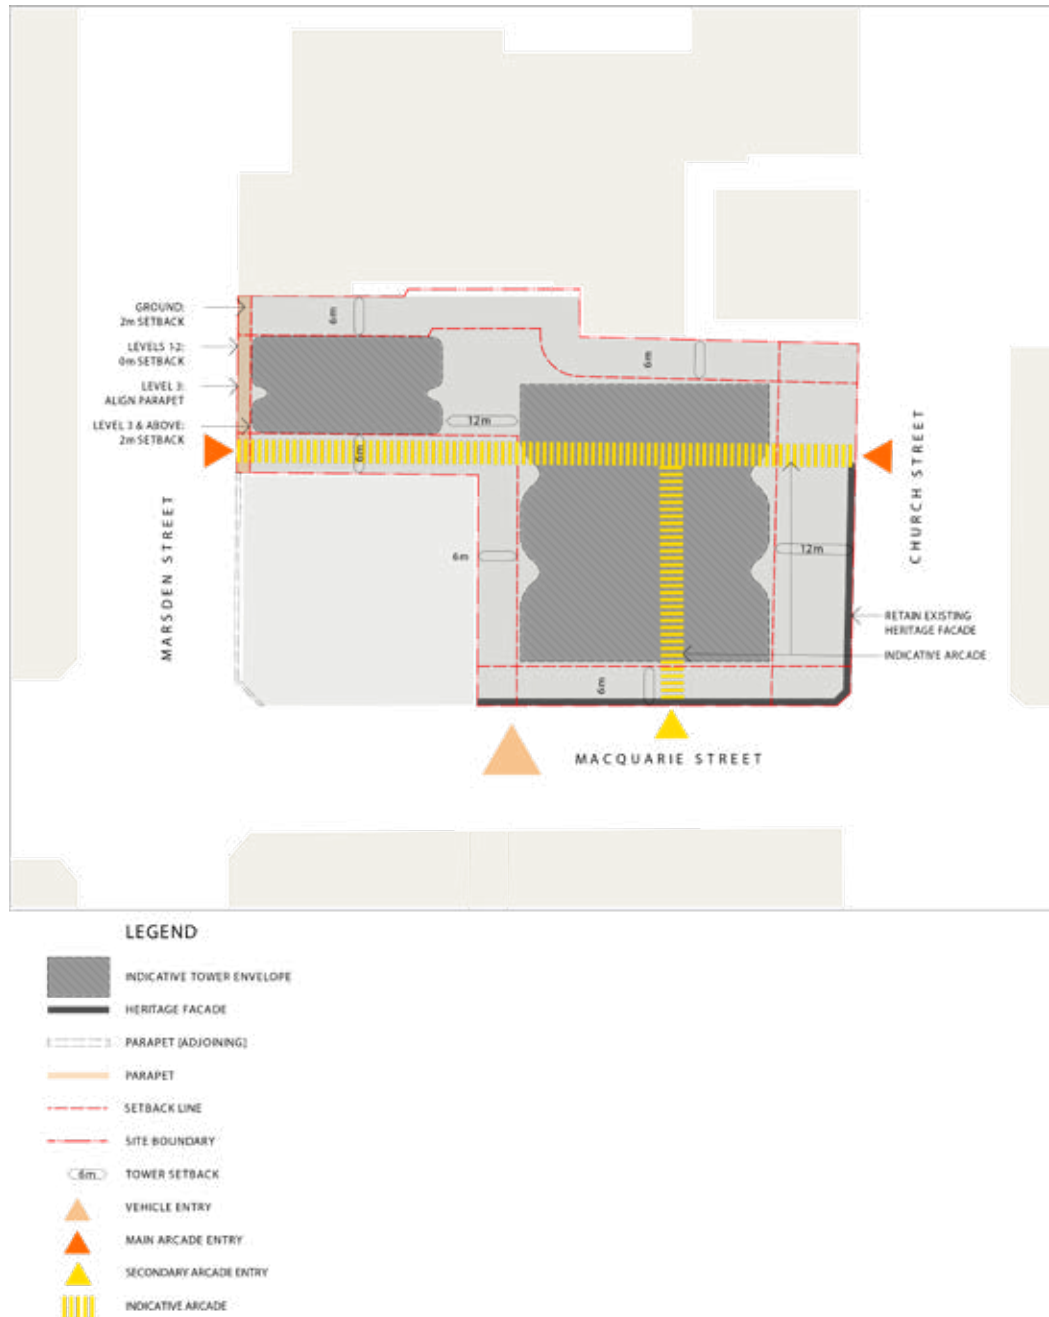 GROUND:
2m SETBACK
LEVELS 1-2:
0m SETBACK
LEVEL 3:
ALIGN PARAPET
LEVEL 3 & ABOVE:
2m SETBACK
6m
6m
12m
6m
6m
12m
6m
MARSDEN STREET
CHURCH STREET
RETAIN EXISTING
HERITAGE FACADE
INDICATIVE ARCADE
MACQUARIE STREET
LEGEND
INDICATIVE TOWER ENVELOPE
HERITAGE FACADE
PARAPET [ADJOINING]
PARAPET
SETBACK LINE
SITE BOUNDARY
6m TOWER SETBACK
VEHICLE ENTRY
MAIN ARCADE ENTRY
SECONDARY ARCADE ENTRY
INDICATIVE ARCADE